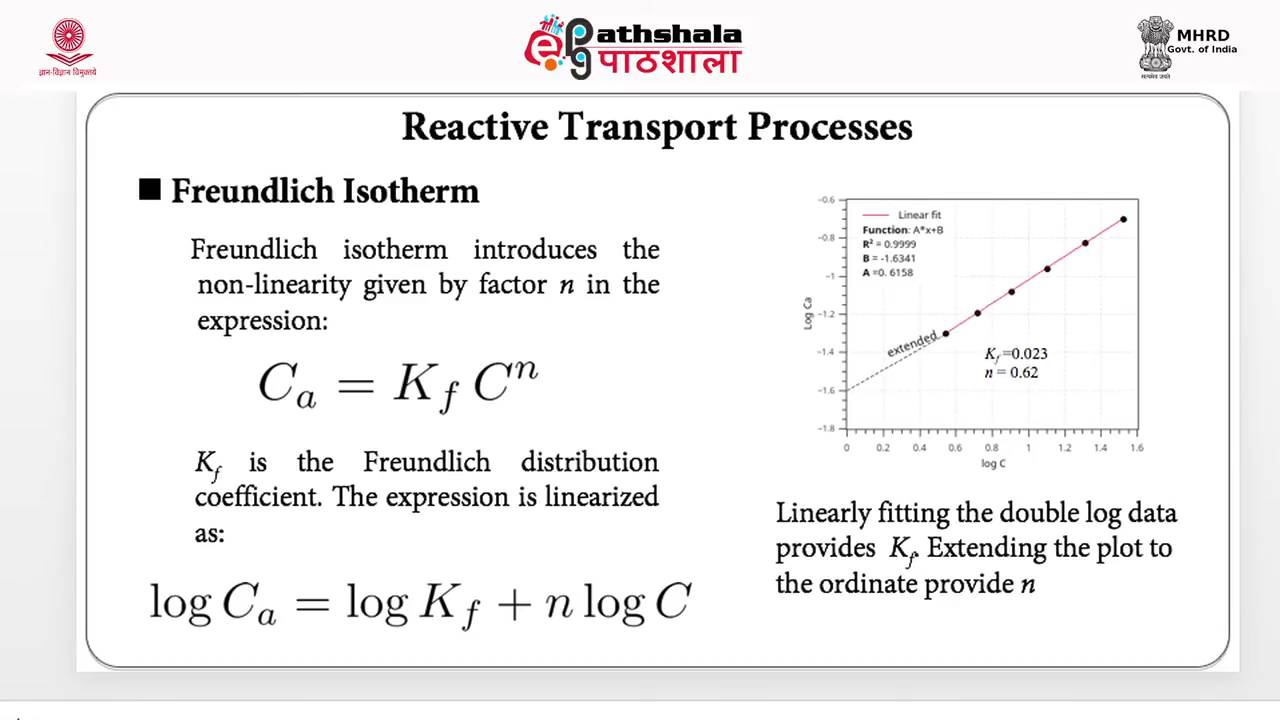 ज्ञान-विज्ञान विमुक्तये
ePathshala
पाठशाला
MHRD
Govt. of India
सत्यमेव जयते
Reactive Transport Processes
Freundlich Isotherm
Freundlich isotherm introduces the
non-linearity given by factor n in the
expression:
C_a = K_f C^n
K_f is the Freundlich distribution
coefficient. The expression is linearized
as:
log C_a = log K_f + n log C
Linear fit
Function: A*x+B
R² = 0.9999
B = -1.6341
A =0. 6158
extended
K_f =0.023
n = 0.62
Log Ca
−0.6
−0.8
−1
−1.2
−1.4
−1.6
−1.8
0 0.2 0.4 0.6 0.8 1 1.2 1.4 1.6
log C
Linearly fitting the double log data
provides K_f. Extending the plot to
the ordinate provide n